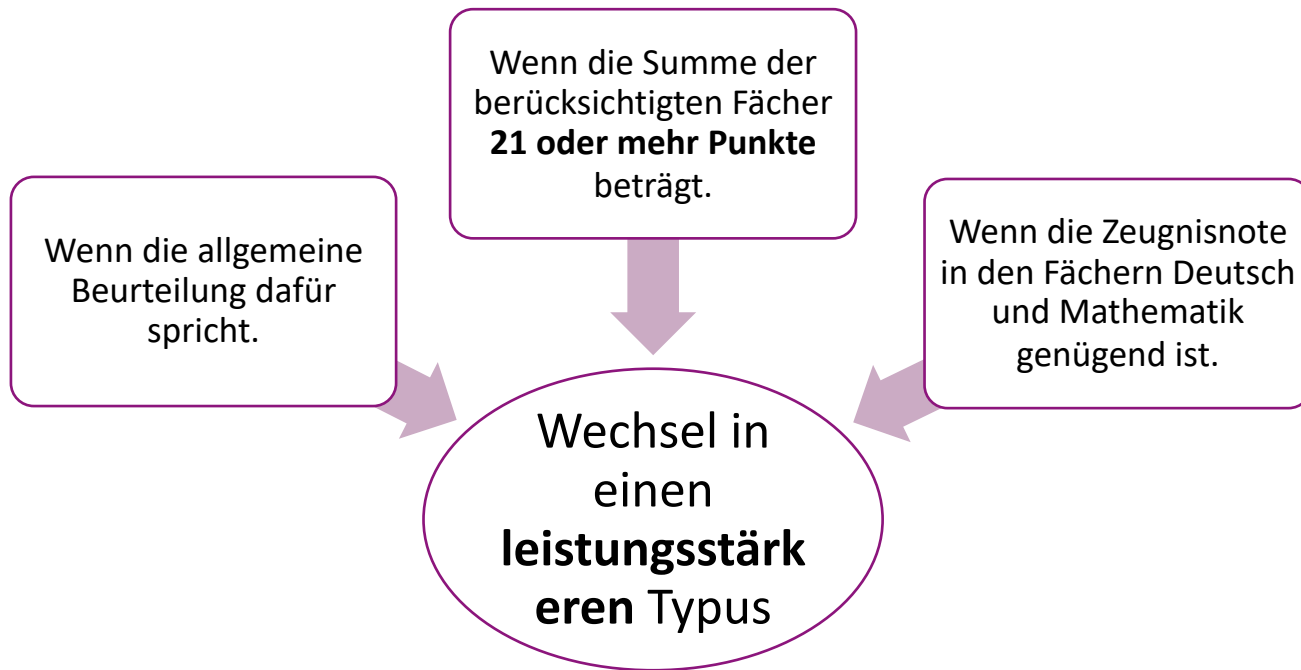 Wenn die allgemeine
Beurteilung dafür
spricht.
Wenn die Summe der
berücksichtigten Fächer
21 oder mehr Punkte
beträgt.
Wenn die Zeugnisnote
in den Fächern Deutsch
und Mathematik
genügend ist.
Wechsel in
einen
leistungsstärk
eren Typus